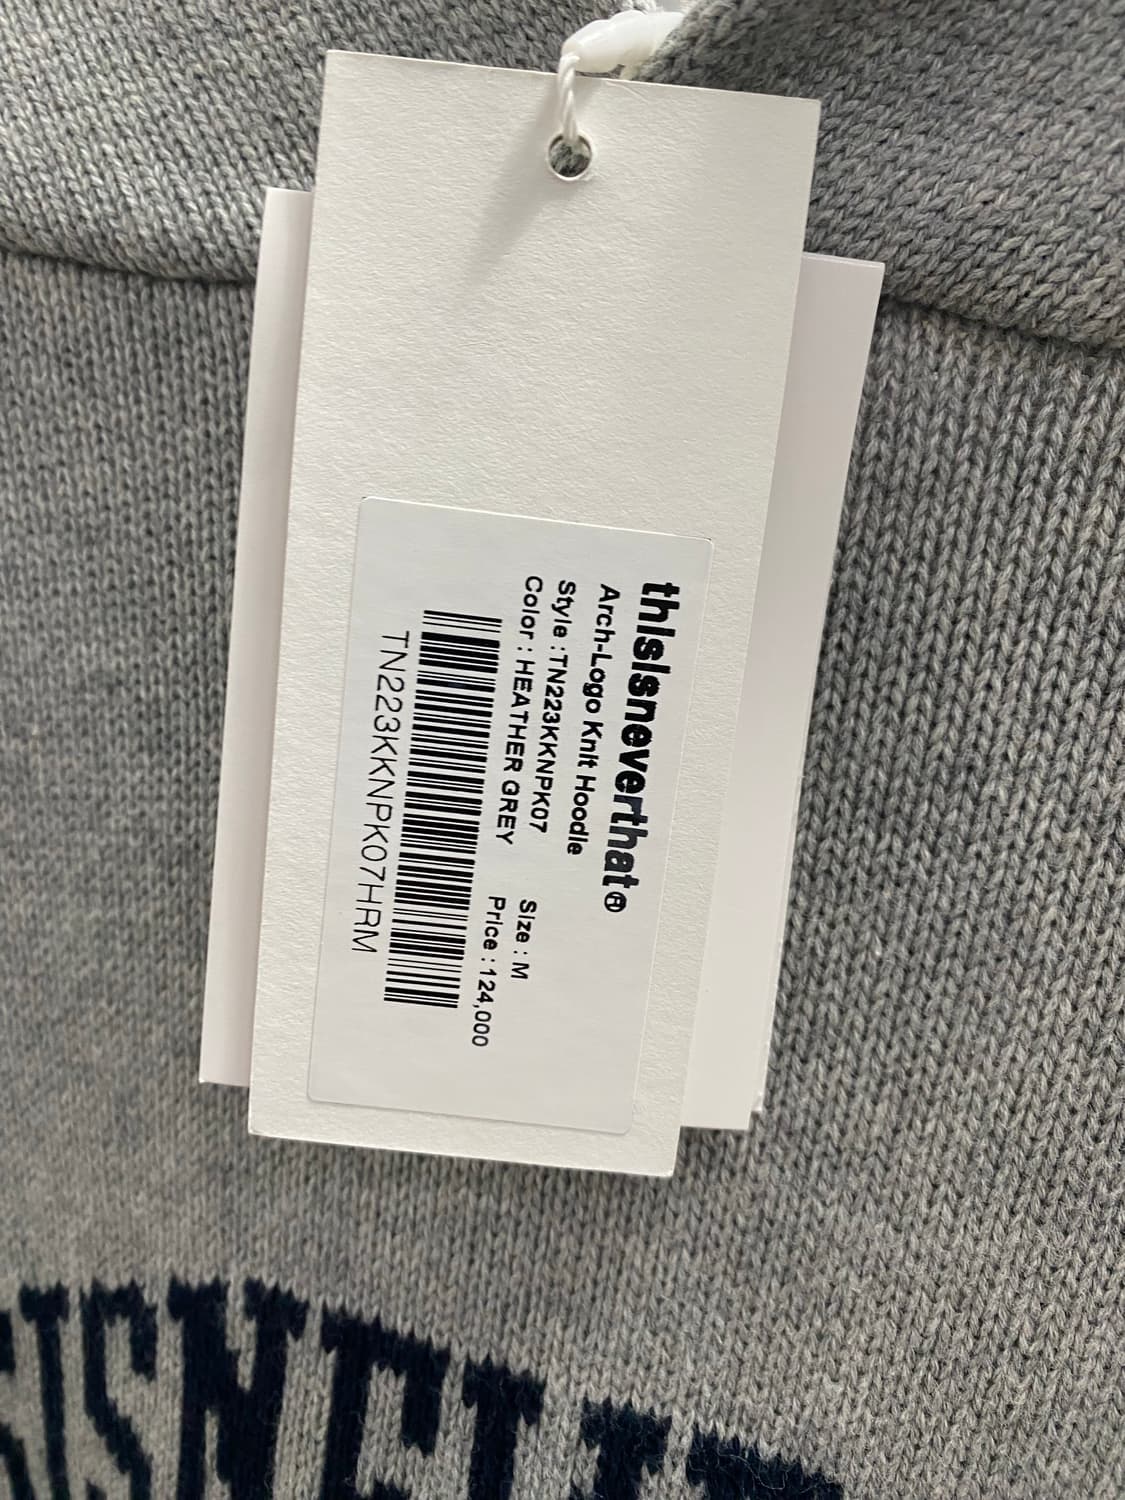 thisisneverthat®
Arch-Logo Knit Hoodie
Style :TN223KKNPK07 Size : M
Color : HEATHER GREY Price : 124,000
TN223KKNPK07HRM